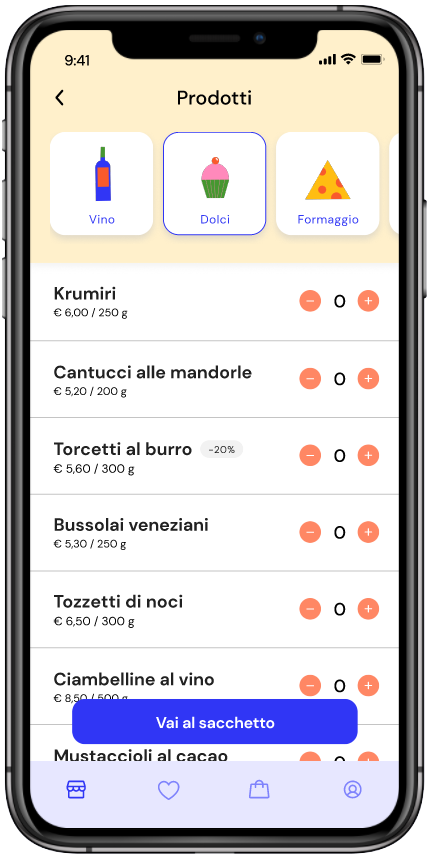 9:41
Prodotti
Vino
Dolci
Formaggio
Krumiri
€ 6,00 / 250 g
− 0 +
Cantucci alle mandorle
€ 5,20 / 200 g
− 0 +
Torcetti al burro -20%
€ 5,60 / 300 g
− 0 +
Bussolai veneziani
€ 5,30 / 250 g
− 0 +
Tozzetti di noci
€ 6,50 / 300 g
− 0 +
Ciambelline al vino
€ 8,50 / 500 g
− 0 +
Vai al sacchetto
Mustaccioli al cacao
− 0 +